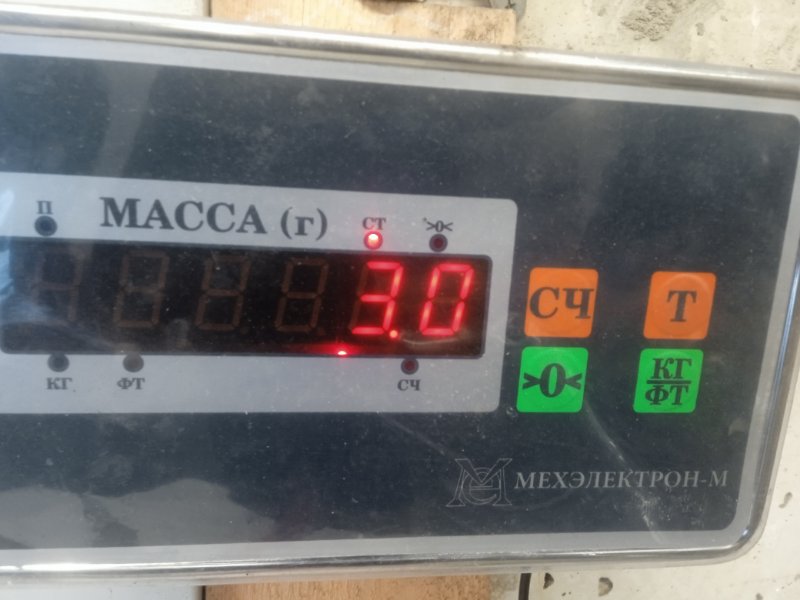 П МАССА (г) СТ >0<
3.0
КГ ФТ СЧ
СЧ Т
>0< КГ
ФТ
МЕХЭЛЕКТРОН-М